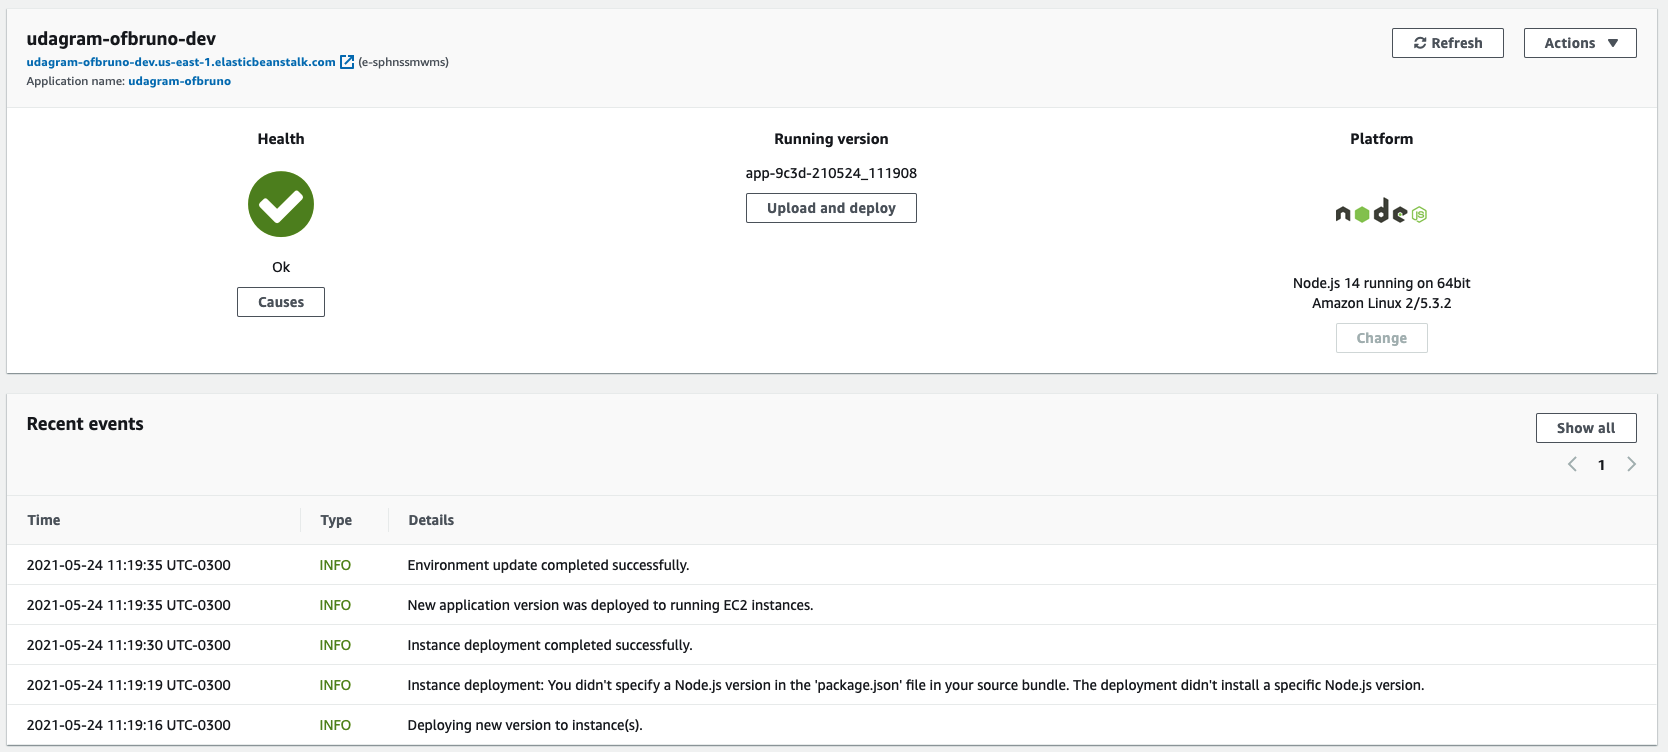 udagram-ofbruno-dev
udagram-ofbruno-dev.us-east-1.elasticbeanstalk.com (e-sphnssmwms)
Application name: udagram-ofbruno
Refresh
Actions
Health
Ok
Causes
Running version
app-9c3d-210524_111908
Upload and deploy
Platform
node JS
Node.js 14 running on 64bit
Amazon Linux 2/5.3.2
Change
Recent events
Show all
1
Time Type Details
2021-05-24 11:19:35 UTC-0300 INFO Environment update completed successfully.
2021-05-24 11:19:35 UTC-0300 INFO New application version was deployed to running EC2 instances.
2021-05-24 11:19:30 UTC-0300 INFO Instance deployment completed successfully.
2021-05-24 11:19:19 UTC-0300 INFO Instance deployment: You didn't specify a Node.js version in the 'package.json' file in your source bundle. The deployment didn't install a specific Node.js version.
2021-05-24 11:19:16 UTC-0300 INFO Deploying new version to instance(s).